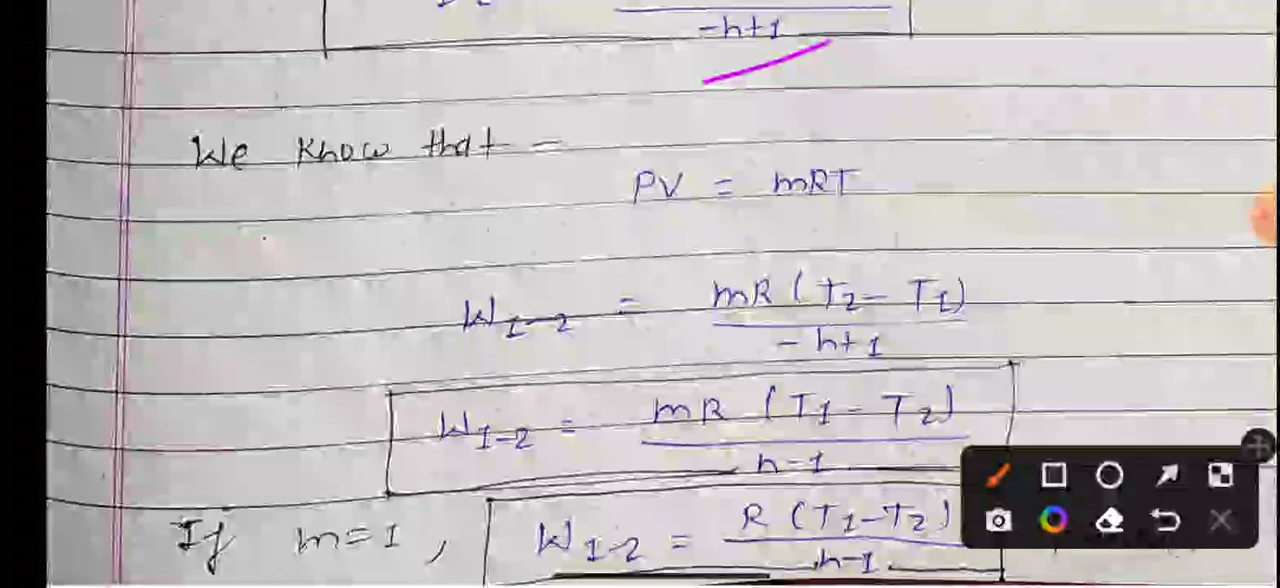 -n+1
We know that -
PV = mRT
W1-2 = mR (T2 - T1)
-n+1
W1-2 = mR (T1 - T2)
n-1
If m=1, W1-2 = R (T1-T2)
n-1